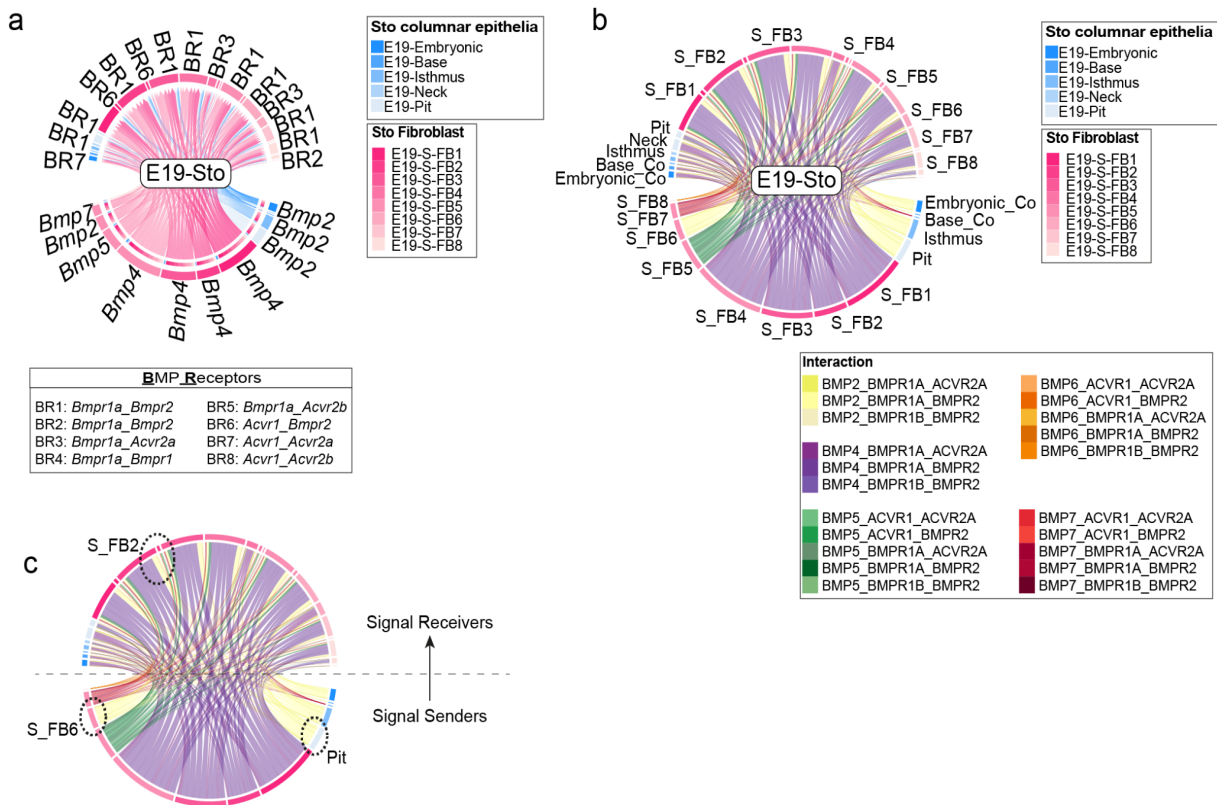 a
BR7
BR1
BR1
BR6
BR1
BR6
BR1
BR1
BR3
BR1
BR1
BR3
BR1
BR1
BR2
E19-Sto
Bmp7
Bmp2
Bmp5
Bmp4
Bmp4
Bmp4
Bmp4
Bmp2
Bmp2
Bmp2
Sto columnar epithelia
E19-Embryonic
E19-Base
E19-Isthmus
E19-Neck
E19-Pit
Sto Fibroblast
E19-S-FB1
E19-S-FB2
E19-S-FB3
E19-S-FB4
E19-S-FB5
E19-S-FB6
E19-S-FB7
E19-S-FB8
BMP Receptors
BR1: Bmpr1a_Bmpr2
BR2: Bmpr1a_Bmpr2
BR3: Bmpr1a_Acvr2a
BR4: Bmpr1a_Bmpr1
BR5: Bmpr1a_Acvr2b
BR6: Acvr1_Bmpr2
BR7: Acvr1_Acvr2a
BR8: Acvr1_Acvr2b
b
S_FB1
S_FB2
S_FB3
S_FB4
S_FB5
S_FB6
S_FB7
S_FB8
Pit
Neck
Isthmus
Base_Co
Embryonic_Co
E19-Sto
S_FB8
S_FB7
S_FB6
S_FB5
S_FB4
S_FB3
S_FB2
S_FB1
Embryonic_Co
Base_Co
Isthmus
Pit
Sto columnar epithelia
E19-Embryonic
E19-Base
E19-Isthmus
E19-Neck
E19-Pit
Sto Fibroblast
E19-S-FB1
E19-S-FB2
E19-S-FB3
E19-S-FB4
E19-S-FB5
E19-S-FB6
E19-S-FB7
E19-S-FB8
Interaction
BMP2_BMPR1A_ACVR2A
BMP2_BMPR1A_BMPR2
BMP2_BMPR1B_BMPR2
BMP4_BMPR1A_ACVR2A
BMP4_BMPR1A_BMPR2
BMP4_BMPR1B_BMPR2
BMP5_ACVR1_ACVR2A
BMP5_ACVR1_BMPR2
BMP5_BMPR1A_ACVR2A
BMP5_BMPR1A_BMPR2
BMP5_BMPR1B_BMPR2
BMP6_ACVR1_ACVR2A
BMP6_ACVR1_BMPR2
BMP6_BMPR1A_ACVR2A
BMP6_BMPR1A_BMPR2
BMP6_BMPR1B_BMPR2
BMP7_ACVR1_ACVR2A
BMP7_ACVR1_BMPR2
BMP7_BMPR1A_ACVR2A
BMP7_BMPR1A_BMPR2
BMP7_BMPR1B_BMPR2
c
S_FB2
S_FB6
Pit
Signal Receivers
Signal Senders